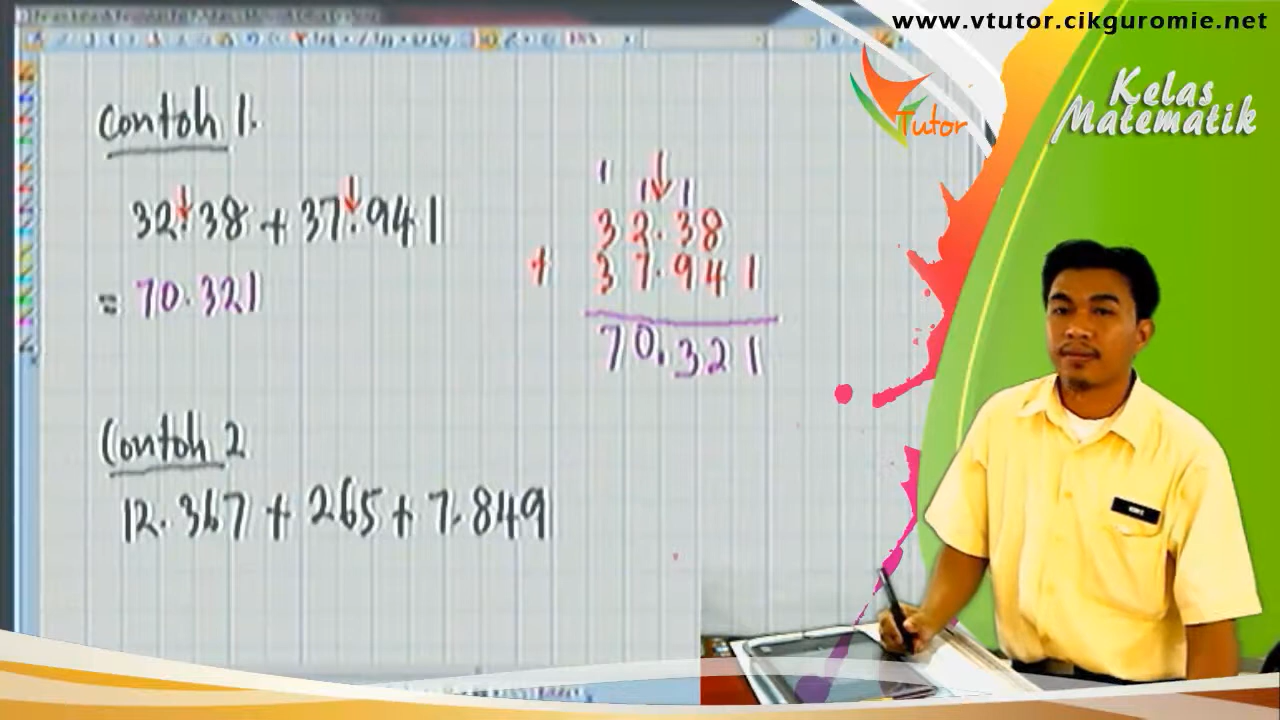 www.vtutor.cikguromie.net
Kelas
Matematik
Tutor
Contoh 1.
32.38 + 37.941
= 70.321
1
1 1
32.38
+ 37.941
70.321
Contoh 2
12.367 + 265 + 7.849